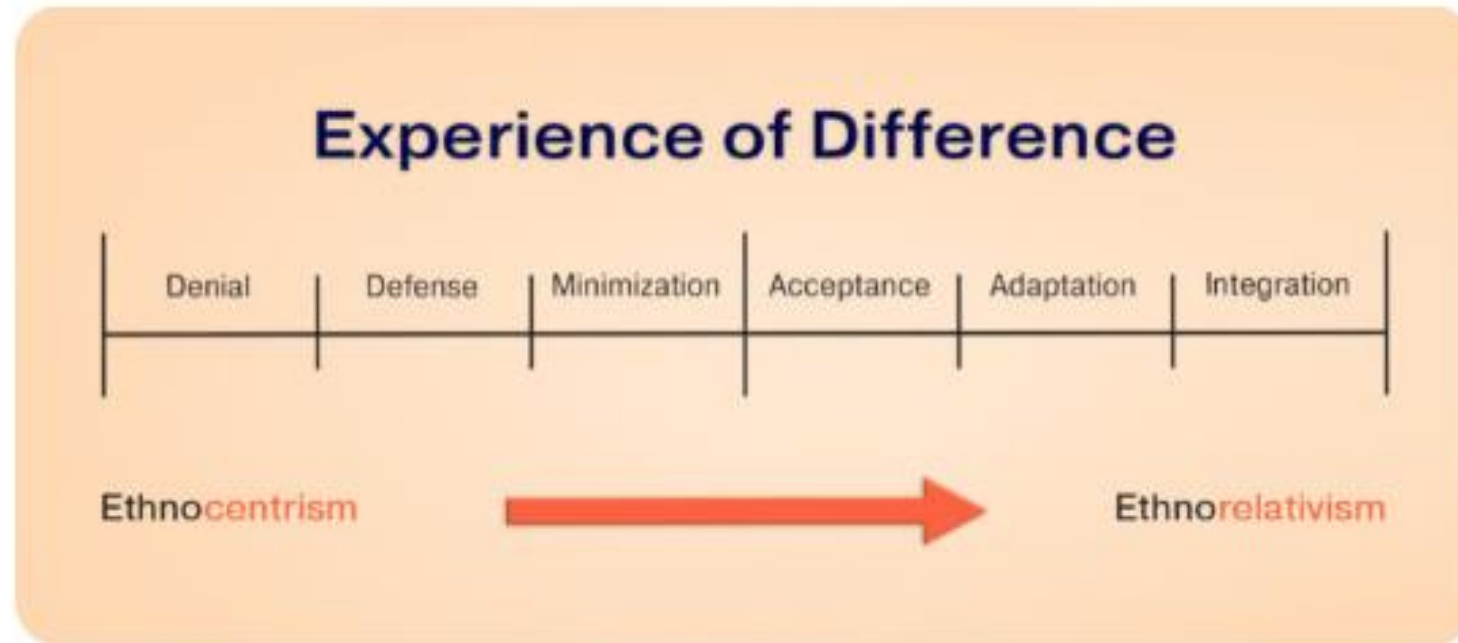 Experience of Difference
Denial Defense Minimization Acceptance Adaptation Integration
Ethnocentrism Ethnorelativism